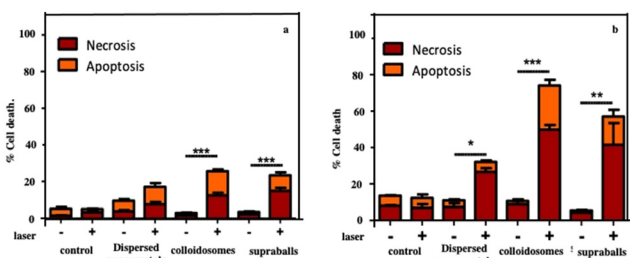 a
100
80
60
40
20
0
% Cell death.
Necrosis
Apoptosis
***
***
laser - + - + - + - +
control Dispersed colloidosomes supraballs
b
100
80
60
40
20
0
% Cell death
Necrosis
Apoptosis
*
***
**
laser - + - + - + - +
control Dispersed colloidosomes supraballs